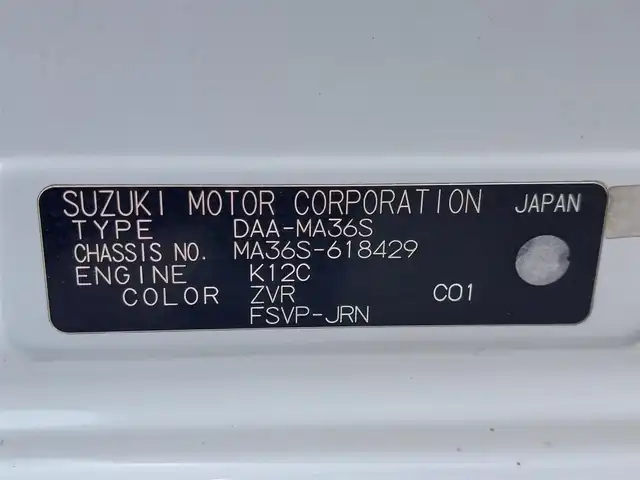 SUZUKI MOTOR CORPORATION JAPAN
TYPE DAA-MA36S
CHASSIS NO. MA36S-618429
ENGINE K12C
COLOR ZVR C01
FSVP-JRN